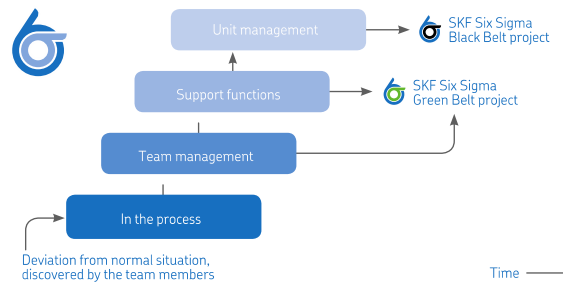 Unit management
SKF Six Sigma
Black Belt project
Support functions
SKF Six Sigma
Green Belt project
Team management
In the process
Deviation from normal situation,
discovered by the team members
Time